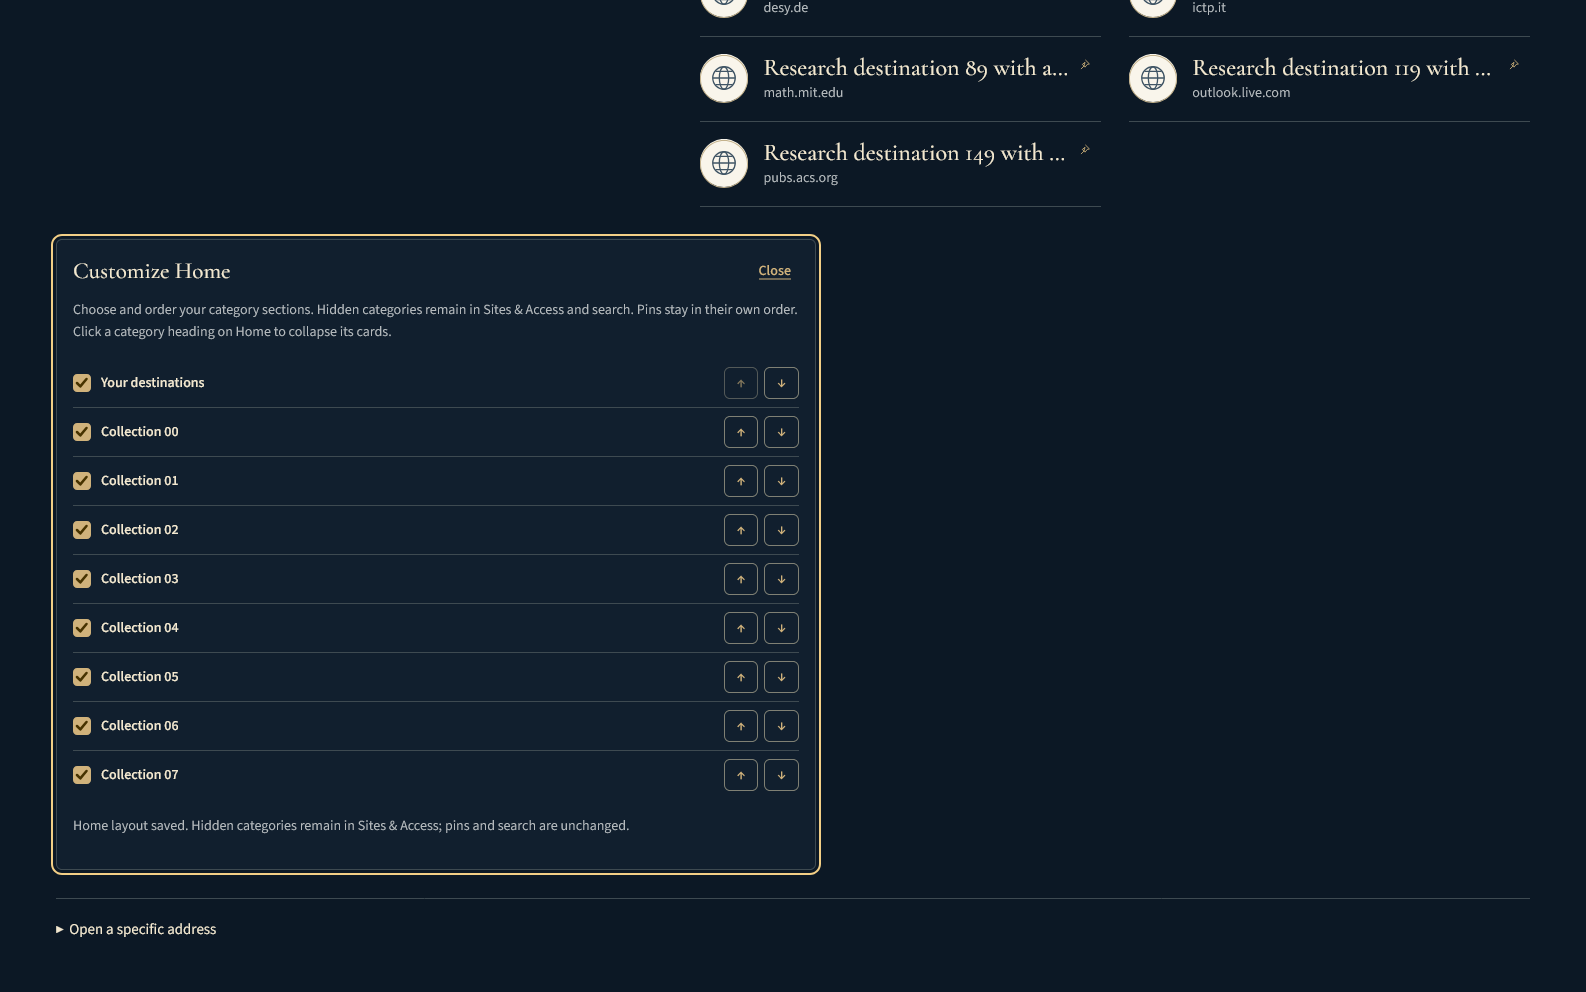 desy.de
ictp.it
Research destination 89 with a...
math.mit.edu
Research destination 119 with ...
outlook.live.com
Research destination 149 with ...
pubs.acs.org
Customize Home
Close
Choose and order your category sections. Hidden categories remain in Sites & Access and search. Pins stay in their own order.
Click a category heading on Home to collapse its cards.
Your destinations
Collection 00
Collection 01
Collection 02
Collection 03
Collection 04
Collection 05
Collection 06
Collection 07
Home layout saved. Hidden categories remain in Sites & Access; pins and search are unchanged.
Open a specific address